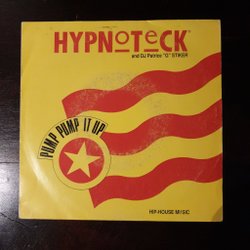 HYPNOTECK
and DJ Patrice "G" STIKER
PUMP PUMP IT UP
HIP-HOUSE MUSIC